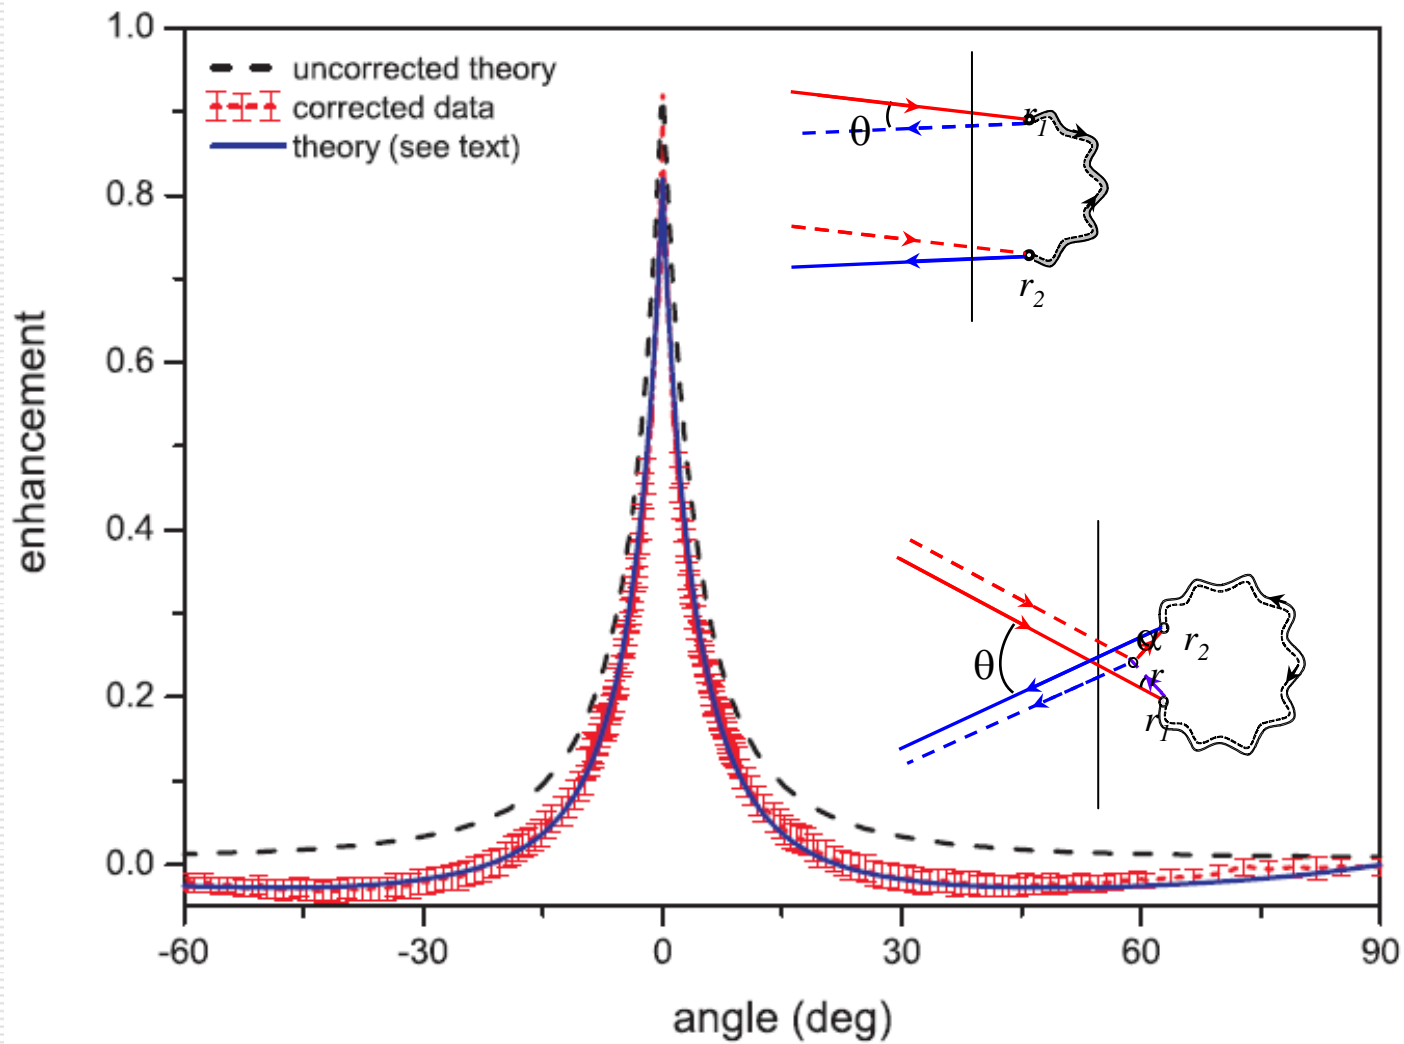 1.0
0.8
0.6
0.4
0.2
0.0
enhancement
uncorrected theory
corrected data
theory (see text)
θ
r1
r2
θ
α
r2
r
r1
-60 -30 0 30 60 90
angle (deg)